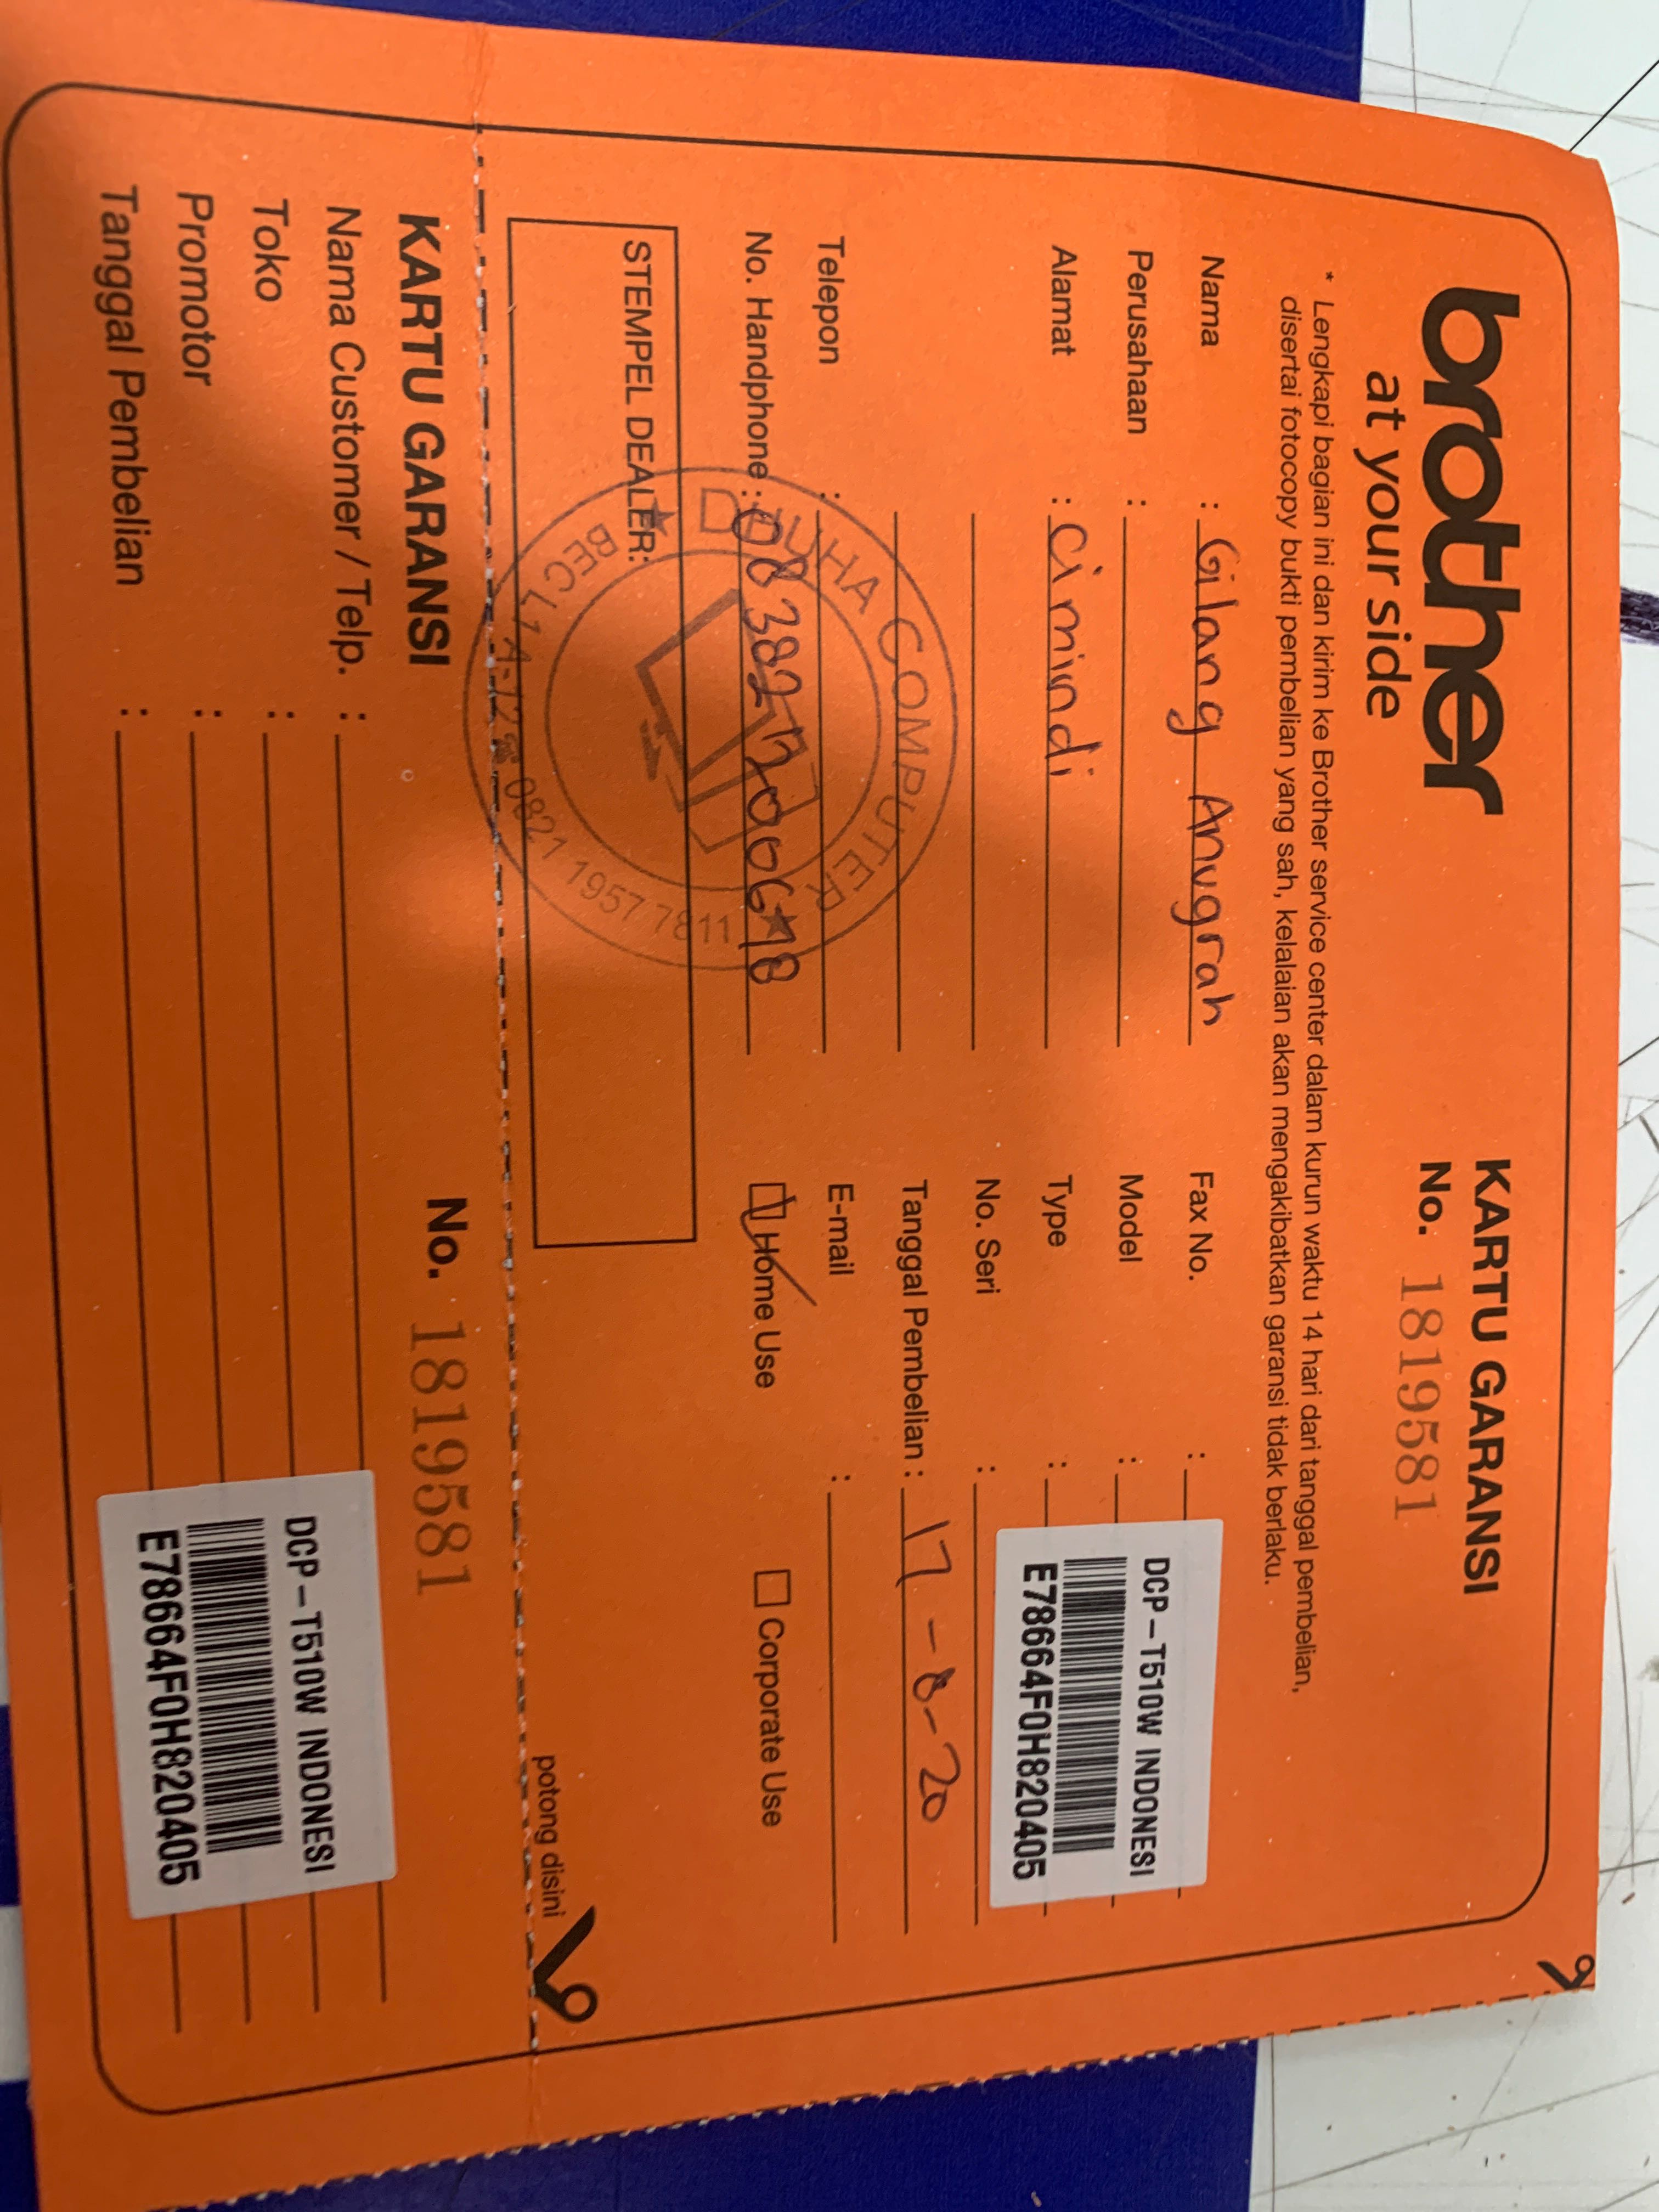 brother
at your side
KARTU GARANSI
No. 1819581
* Lengkapi bagian ini dan kirim ke Brother service center dalam kurun waktu 14 hari dari tanggal pembelian,
disertai fotocopy bukti pembelian yang sah, kelalaian akan mengakibatkan garansi tidak berlaku.
Nama : Gilang Anugrah
Perusahaan :
Alamat : Cimindi
Telepon :
No. Handphone :
STEMPEL DEALER:
COMPUTER
BEC
0821 1957 7811
Fax No. :
Model :
Type :
No. Seri :
DCP-T510W INDONESI
E78664F0H820405
Tanggal Pembelian : 17-8-20
E-mail :
Home Use
Corporate Use
potong disini
KARTU GARANSI
No. 1819581
Nama Customer / Telp. :
Toko :
Promotor :
Tanggal Pembelian :
DCP-T510W INDONESI
E78664F0H820405